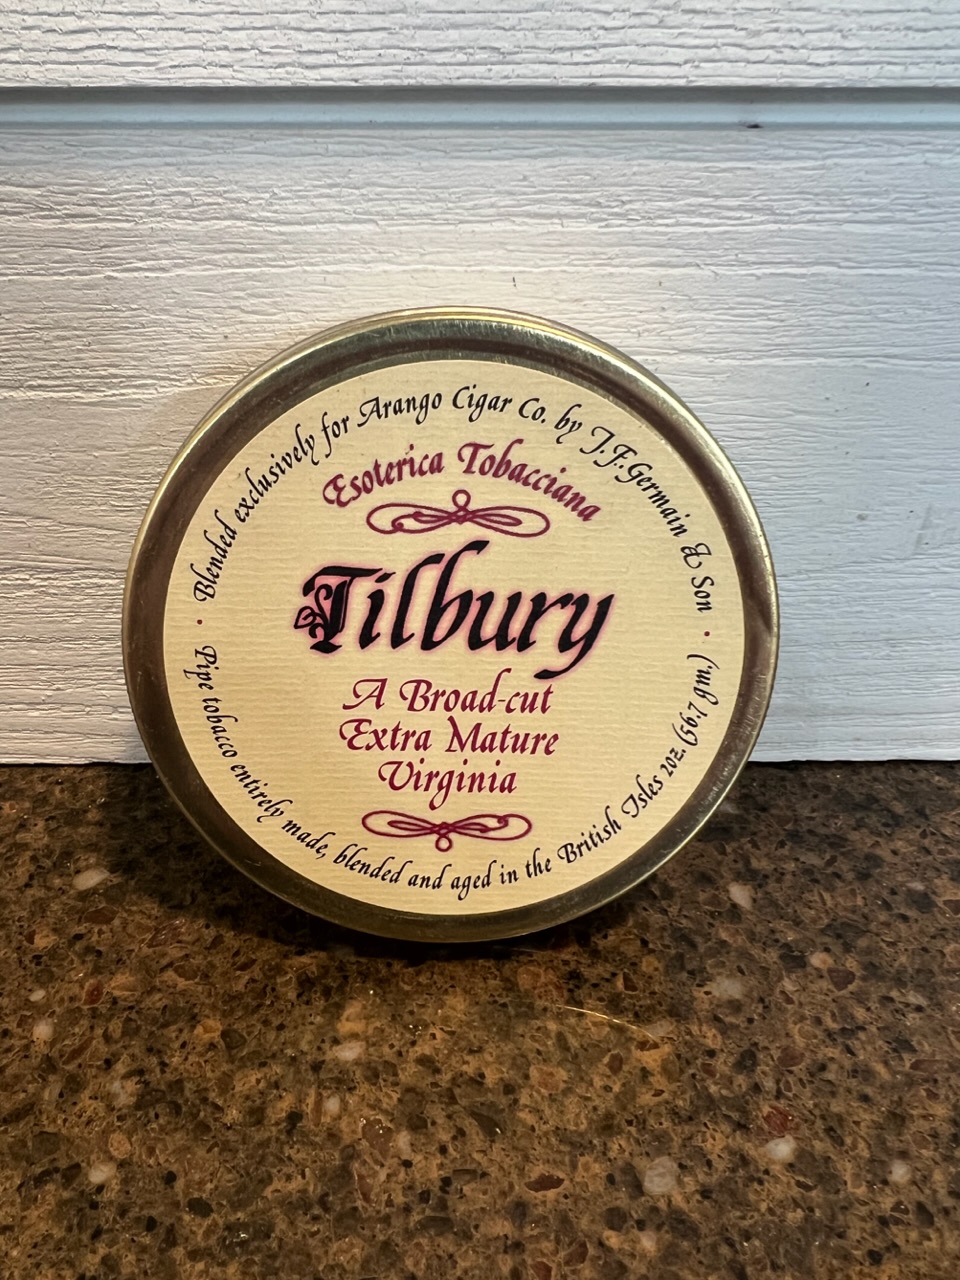 Blended exclusively for Arango Cigar Co. by J.F.Germain & Son
Esoterica Tobacciana
Tilbury
A Broad-cut
Extra Mature
Virginia
Pipe tobacco entirely made, blended and aged in the British Isles 2oz. (56.7 gm.)